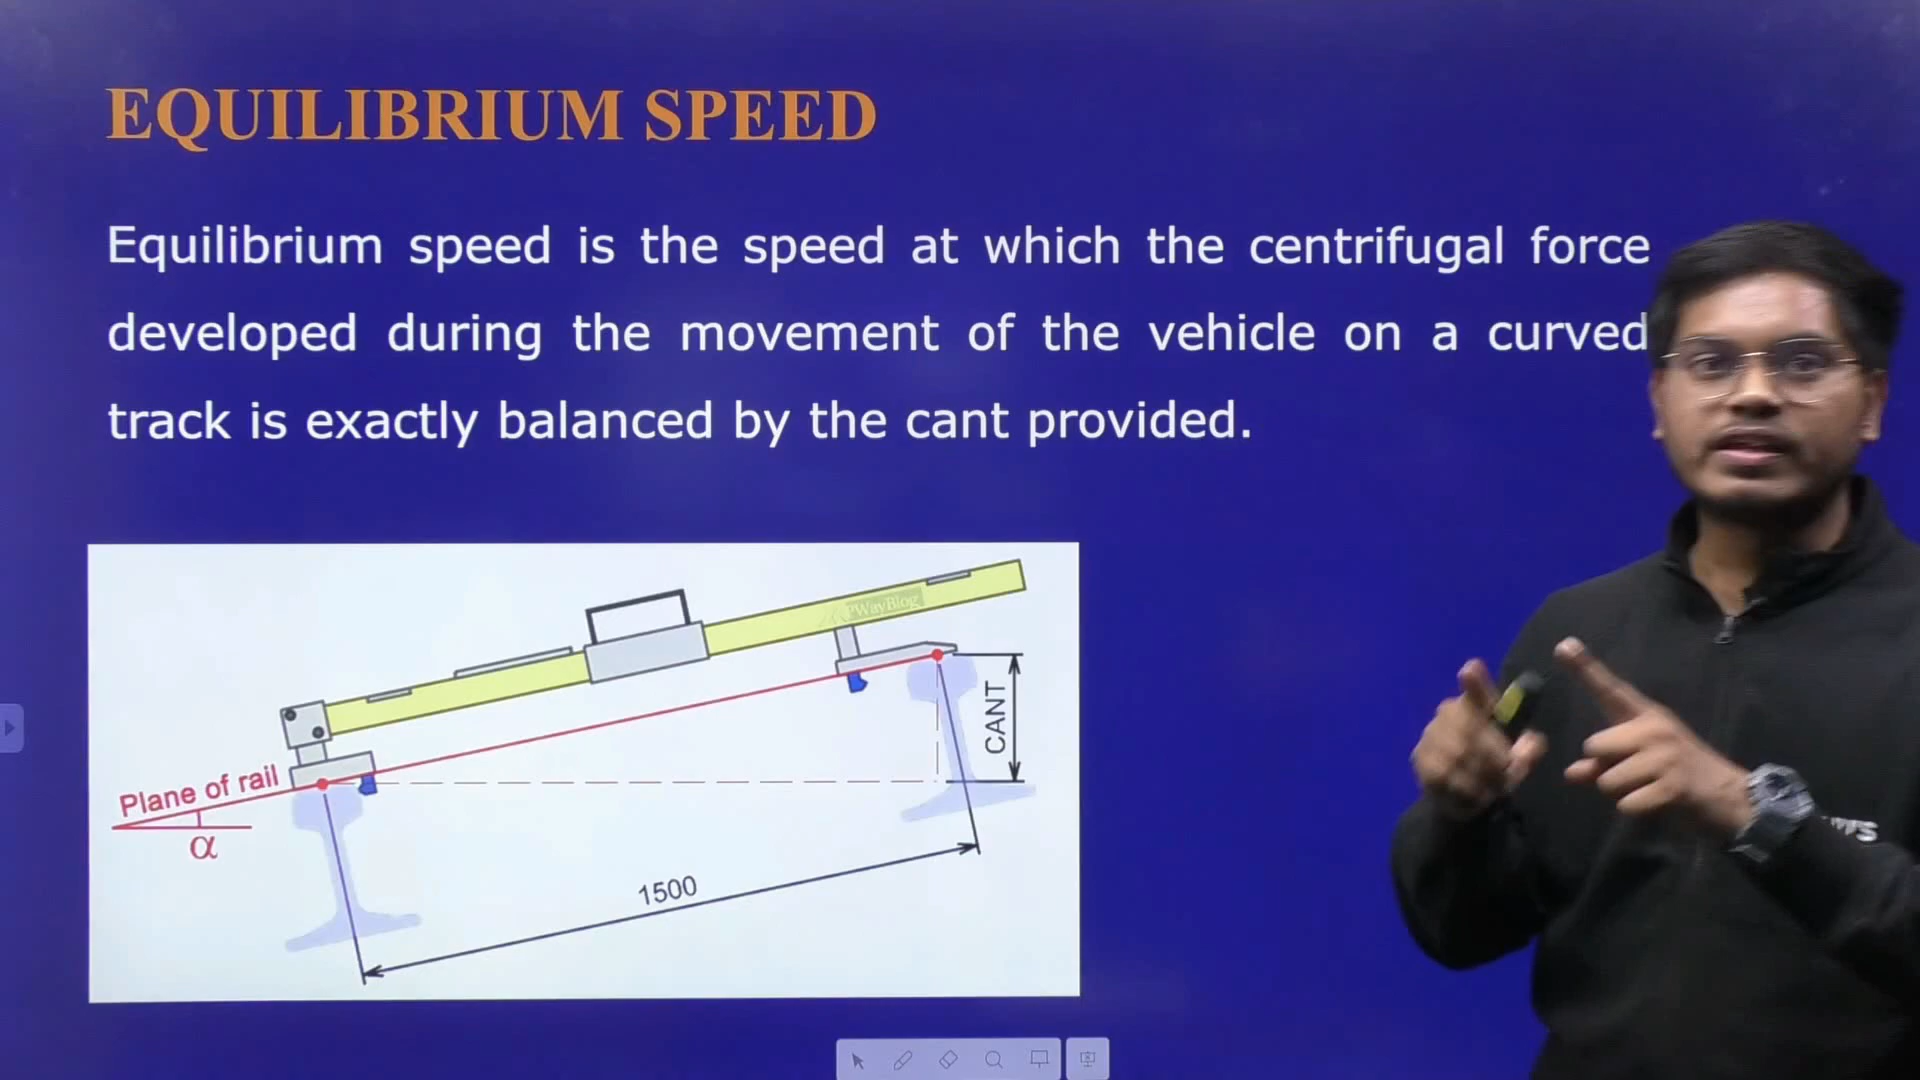 EQUILIBRIUM SPEED
Equilibrium speed is the speed at which the centrifugal force
developed during the movement of the vehicle on a curved
track is exactly balanced by the cant provided.
PWayBlog
CANT
Plane of rail
α
1500